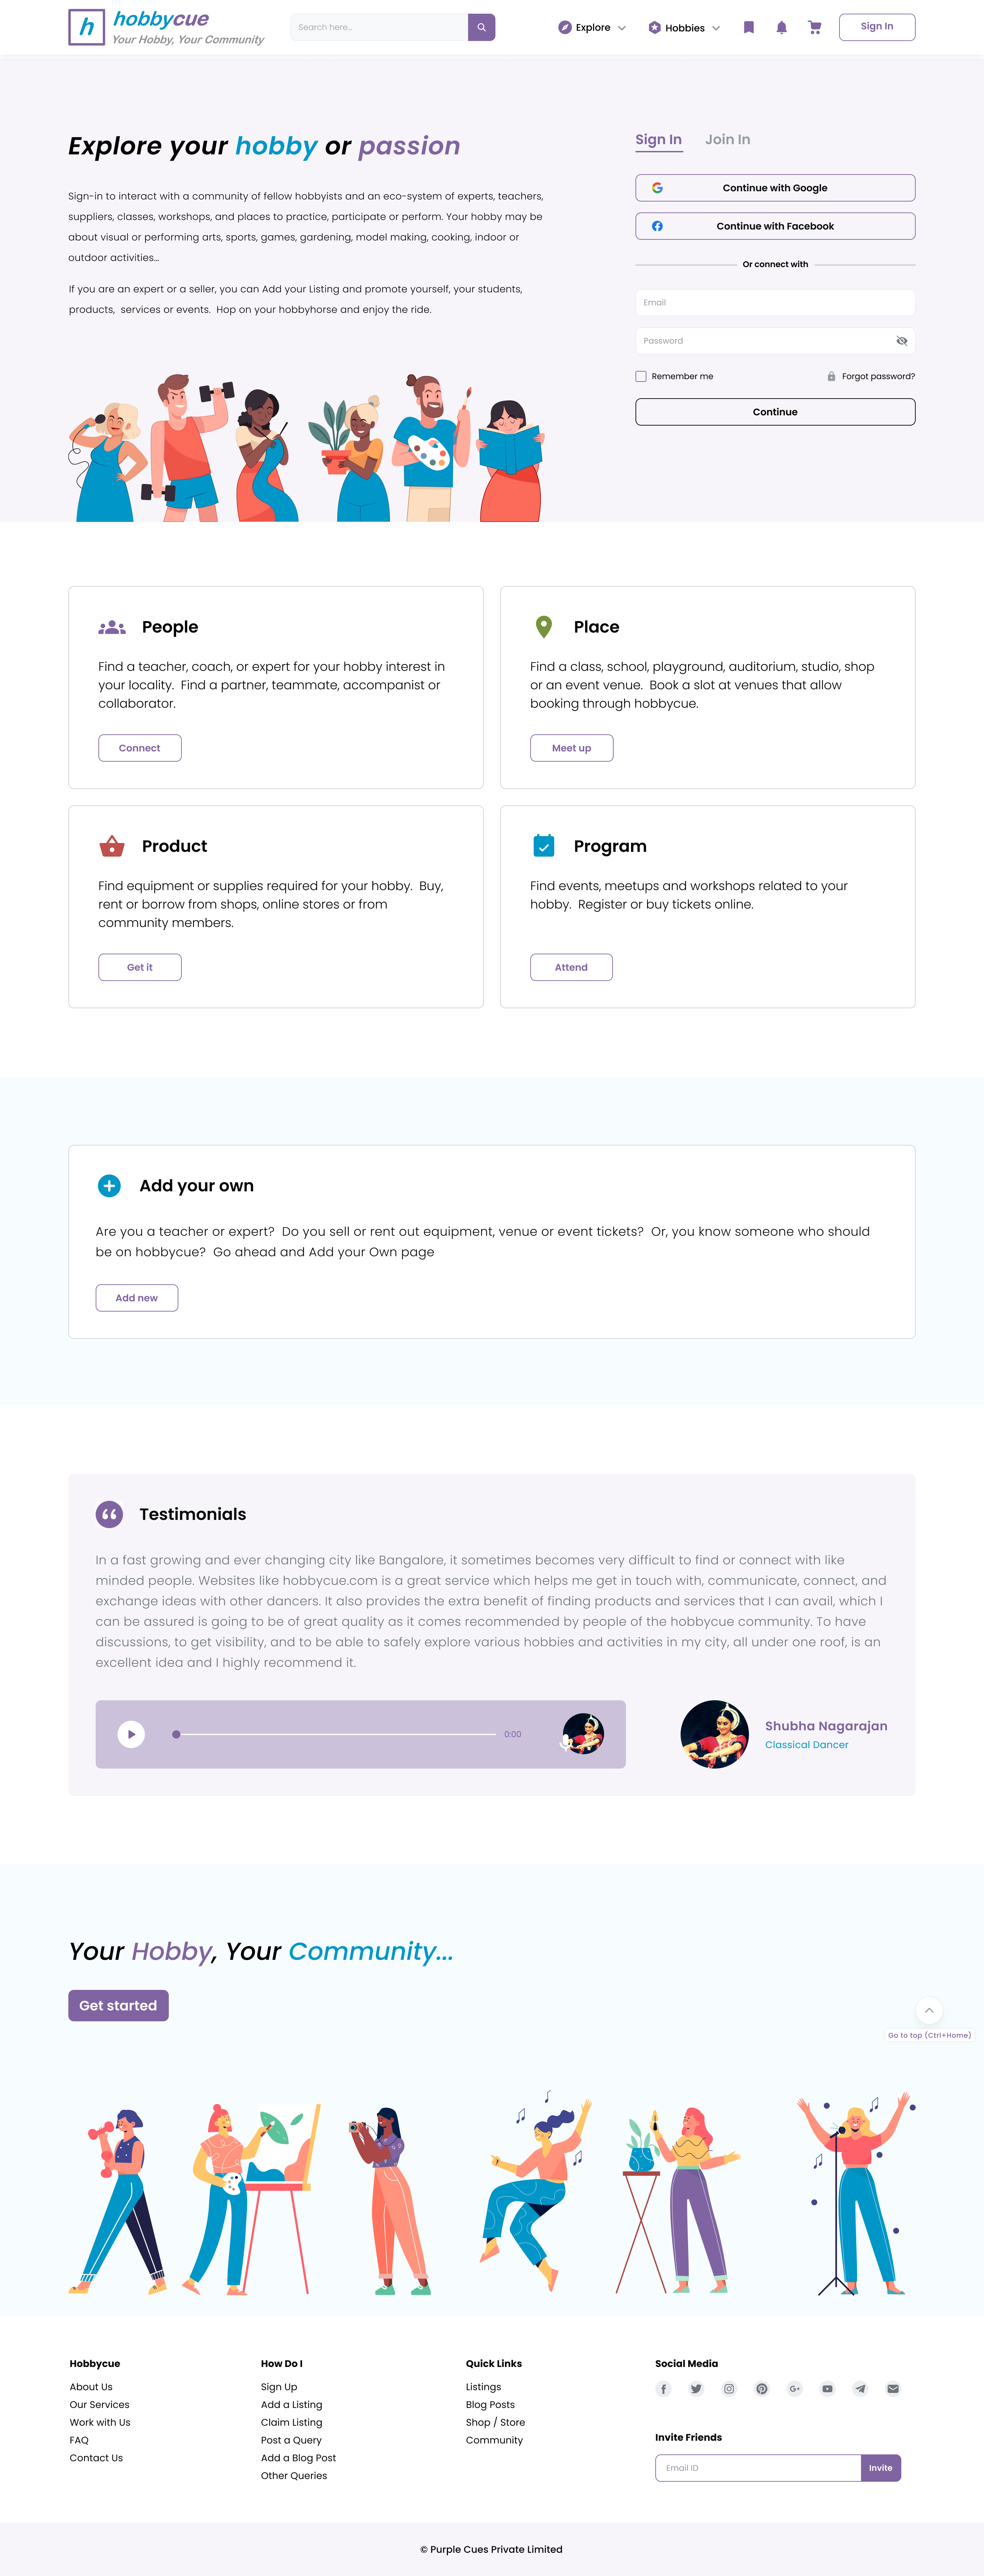 h
hobbycue
Your Hobby, Your Community
Search here...
Explore
Hobbies
Sign In
Explore your hobby or passion
Sign-in to interact with a community of fellow hobbyists and an eco-system of experts, teachers,
suppliers, classes, workshops, and places to practice, participate or perform. Your hobby may be
about visual or performing arts, sports, games, gardening, model making, cooking, indoor or
outdoor activities...
If you are an expert or a seller, you can Add your Listing and promote yourself, your students,
products,  services or events.  Hop on your hobbyhorse and enjoy the ride.
Sign In
Join In
Continue with Google
Continue with Facebook
Or connect with
Email
Password
Remember me
Forgot password?
Continue
People
Find a teacher, coach, or expert for your hobby interest in
your locality.  Find a partner, teammate, accompanist or
collaborator.
Connect
Place
Find a class, school, playground, auditorium, studio, shop
or an event venue.  Book a slot at venues that allow
booking through hobbycue.
Meet up
Product
Find equipment or supplies required for your hobby.  Buy,
rent or borrow from shops, online stores or from
community members.
Get it
Program
Find events, meetups and workshops related to your
hobby.  Register or buy tickets online.
Attend
Add your own
Are you a teacher or expert?  Do you sell or rent out equipment, venue or event tickets?  Or, you know someone who should
be on hobbycue?  Go ahead and Add your Own page
Add new
Testimonials
In a fast growing and ever changing city like Bangalore, it sometimes becomes very difficult to find or connect with like
minded people. Websites like hobbycue.com is a great service which helps me get in touch with, communicate, connect, and
exchange ideas with other dancers. It also provides the extra benefit of finding products and services that I can avail, which I
can be assured is going to be of great quality as it comes recommended by people of the hobbycue community. To have
discussions, to get visibility, and to be able to safely explore various hobbies and activities in my city, all under one roof, is an
excellent idea and I highly recommend it.
0:00
Shubha Nagarajan
Classical Dancer
Your Hobby, Your Community...
Get started
Go to top (Ctrl+Home)
Hobbycue
About Us
Our Services
Work with Us
FAQ
Contact Us
How Do I
Sign Up
Add a Listing
Claim Listing
Post a Query
Add a Blog Post
Other Queries
Quick Links
Listings
Blog Posts
Shop / Store
Community
Social Media
Invite Friends
Email ID
Invite
© Purple Cues Private Limited